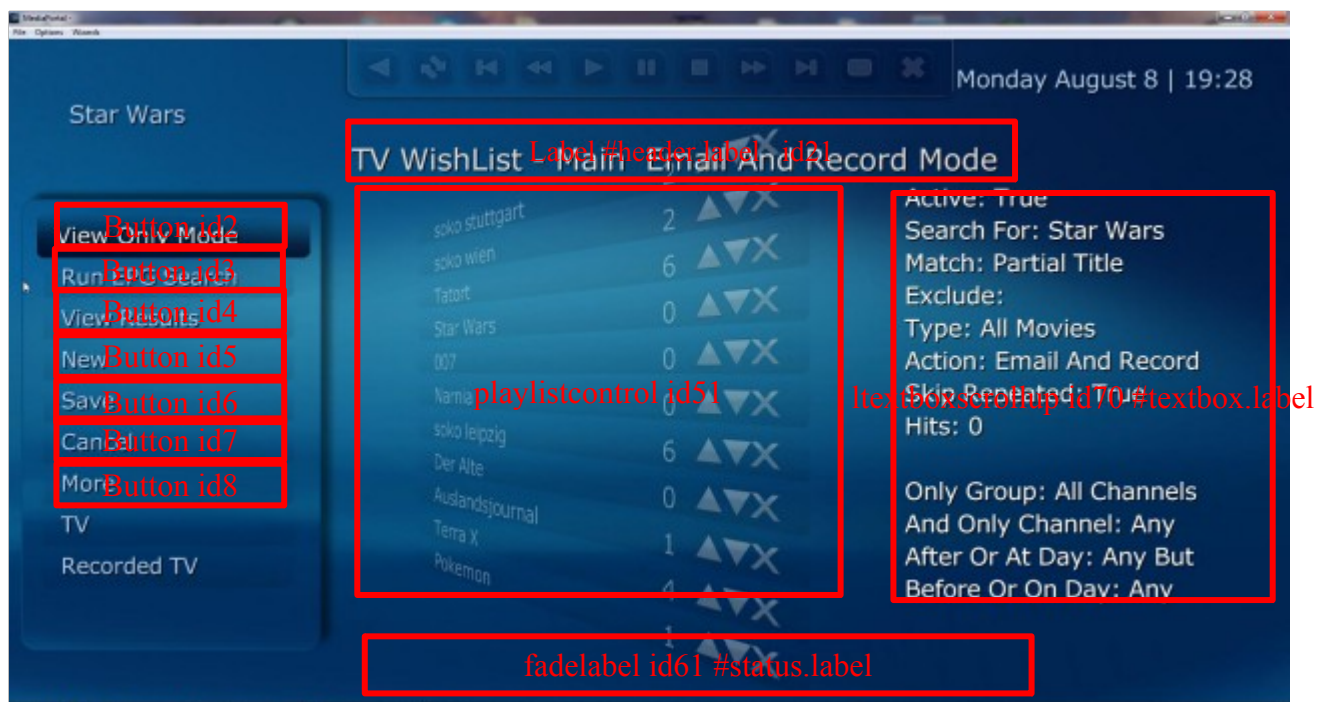 MediaPortal -
File Options Wizards
Monday August 8 | 19:28
Star Wars
TV WishList - Main Email And Record Mode
Label #header.label id21
View Only Mode
Button id2
Run EPG Search
Button id3
View Results
Button id4
New
Button id5
Save
Button id6
Cancel
Button id7
More
Button id8
TV
Recorded TV
soko stuttgart
soko wien
Tatort
Star Wars
007
Narnia
soko leipzig
Der Alte
Auslandsjournal
Terra X
Pokemon
2
6
0
0
0
6
0
1
4
1
playlistcontrol id51
Active: True
Search For: Star Wars
Match: Partial Title
Exclude:
Type: All Movies
Action: Email And Record
Skip Repeated: True
ltextboxscrollup id70 #textbox.label
Hits: 0
Only Group: All Channels
And Only Channel: Any
After Or At Day: Any But
Before Or On Day: Any
fadelabel id61 #status.label